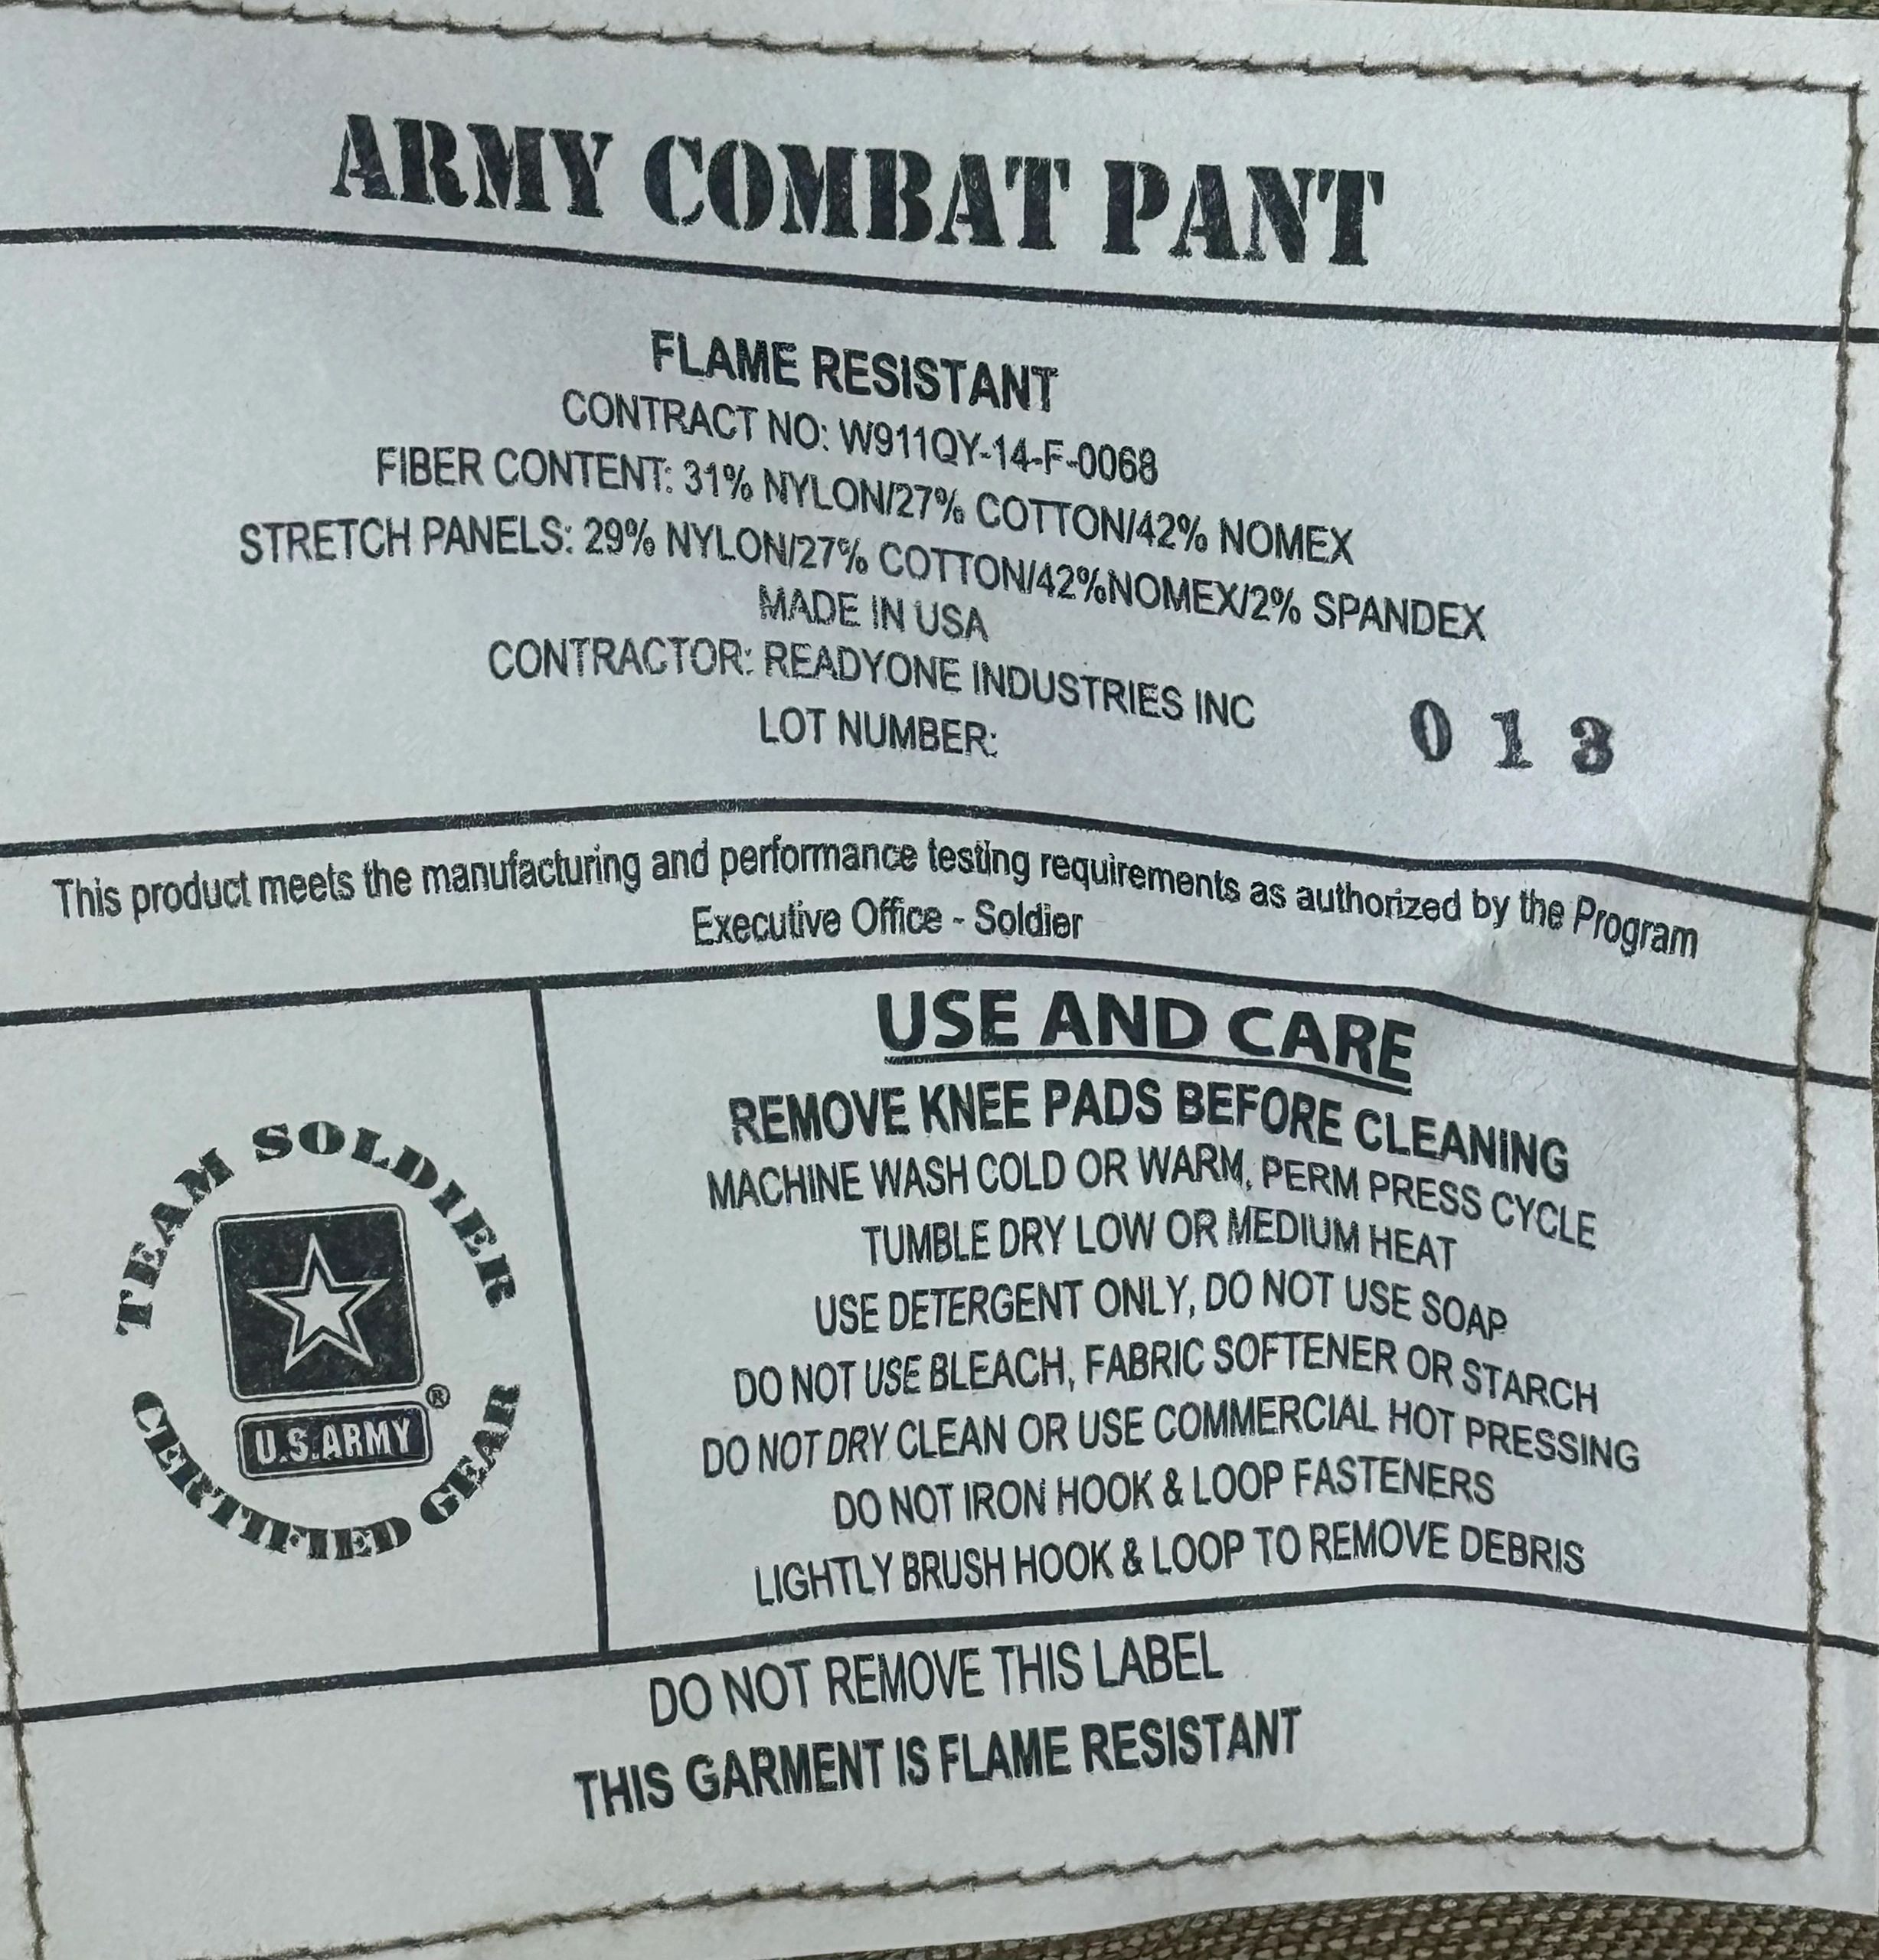 ARMY COMBAT PANT
FLAME RESISTANT
CONTRACT NO: W911QY-14-F-0068
FIBER CONTENT: 31% NYLON/27% COTTON/42% NOMEX
STRETCH PANELS: 29% NYLON/27% COTTON/42%NOMEX/2% SPANDEX
MADE IN USA
CONTRACTOR: READYONE INDUSTRIES INC
LOT NUMBER: 013
This product meets the manufacturing and performance testing requirements as authorized by the Program
Executive Office - Soldier
TEAM SOLDIER
U.S.ARMY®
CERTIFIED GEAR
USE AND CARE
REMOVE KNEE PADS BEFORE CLEANING
MACHINE WASH COLD OR WARM, PERM PRESS CYCLE
TUMBLE DRY LOW OR MEDIUM HEAT
USE DETERGENT ONLY, DO NOT USE SOAP
DO NOT USE BLEACH, FABRIC SOFTENER OR STARCH
DO NOT DRY CLEAN OR USE COMMERCIAL HOT PRESSING
DO NOT IRON HOOK & LOOP FASTENERS
LIGHTLY BRUSH HOOK & LOOP TO REMOVE DEBRIS
DO NOT REMOVE THIS LABEL
THIS GARMENT IS FLAME RESISTANT